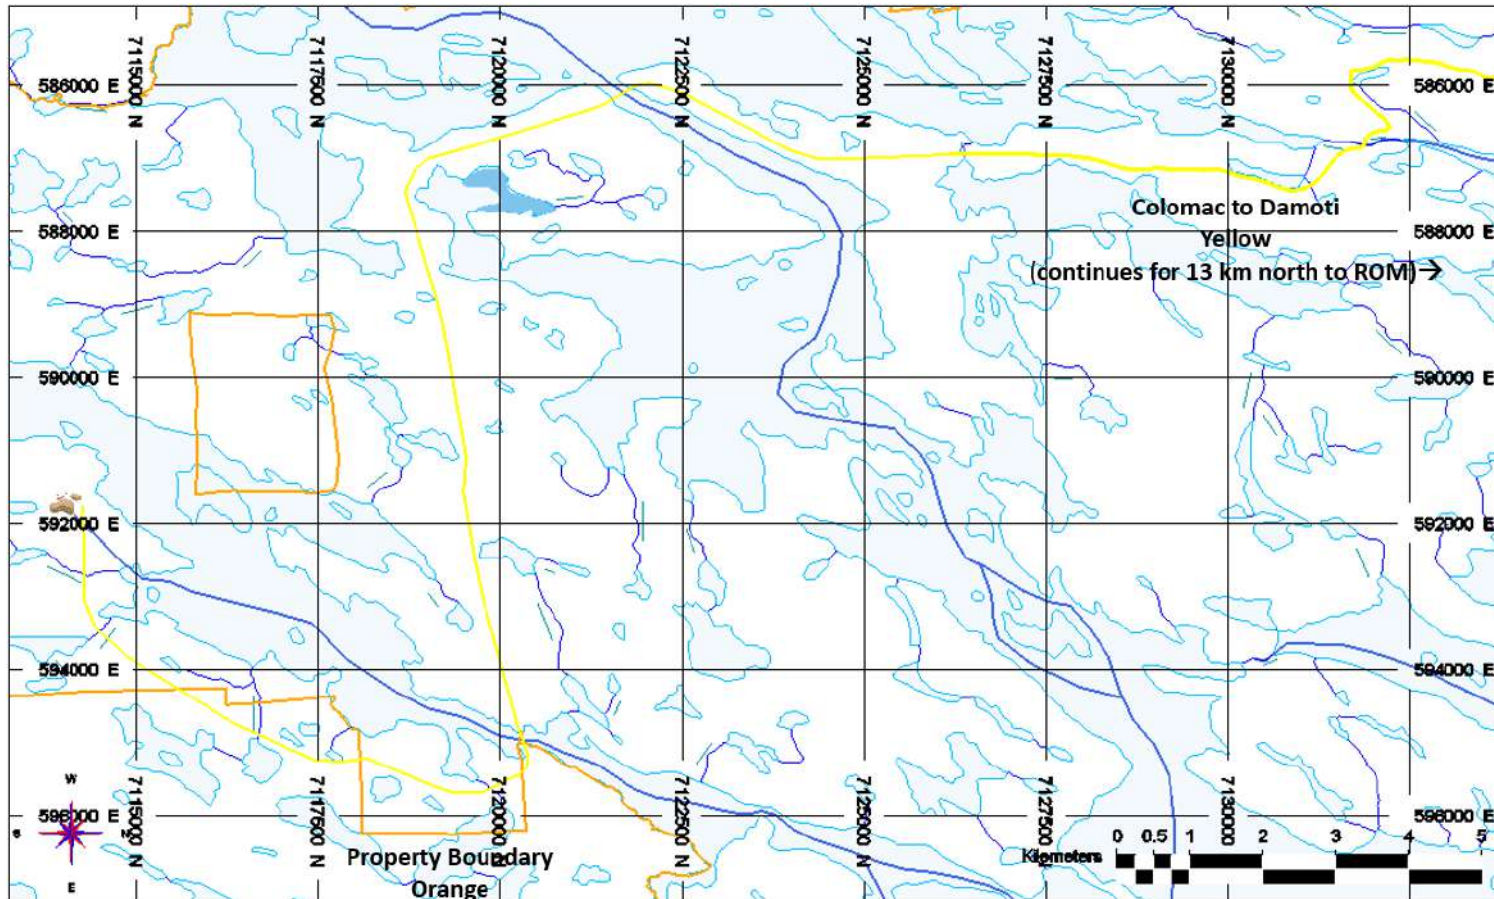 7115000 N
7117500 N
7120000 N
7122500 N
7125000 N
7127500 N
7130000 N
586000 E
586000 E
Colomac to Damoti
Yellow
(continues for 13 km north to ROM)→
588000 E
588000 E
590000 E
590000 E
592000 E
592000 E
594000 E
594000 E
W
E
596000 E
596000 E
7115000 N
7117500 N
7120000 N
7122500 N
7125000 N
7127500 N
7130000 N
Property Boundary
Orange
0 0.5 1 2 3 4 5
Kilometers